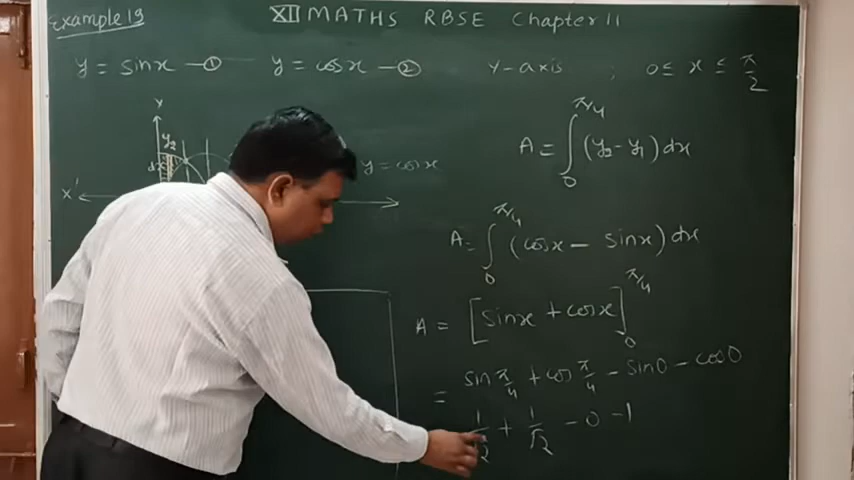 Example 19
XII MATHS RBSE Chapter 11
y = sinx — ① y = cosx — ② Y-axis ; 0 ≤ x ≤ π/2
Y
y₂
dx
X'
y = cosx
A = ∫₀^π/4 (y₂ - y₁) dx
A = ∫₀^π/4 (cosx - sinx) dx
A = [sinx + cosx]₀^π/4
= sin π/4 + cos π/4 - sin0 - cos0
1/√2 + 1/√2 - 0 - 1